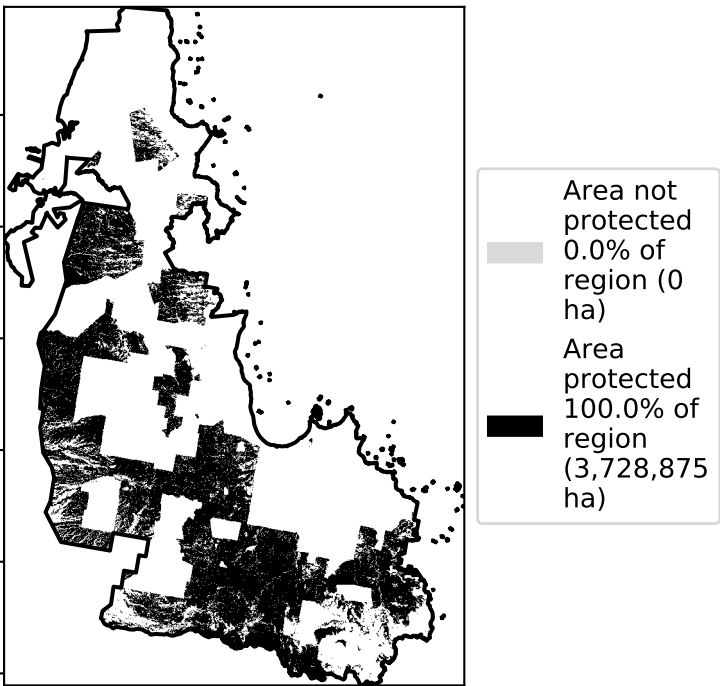 Area not
protected
0.0% of
region (0
ha)
Area
protected
100.0% of
region
(3,728,875
ha)